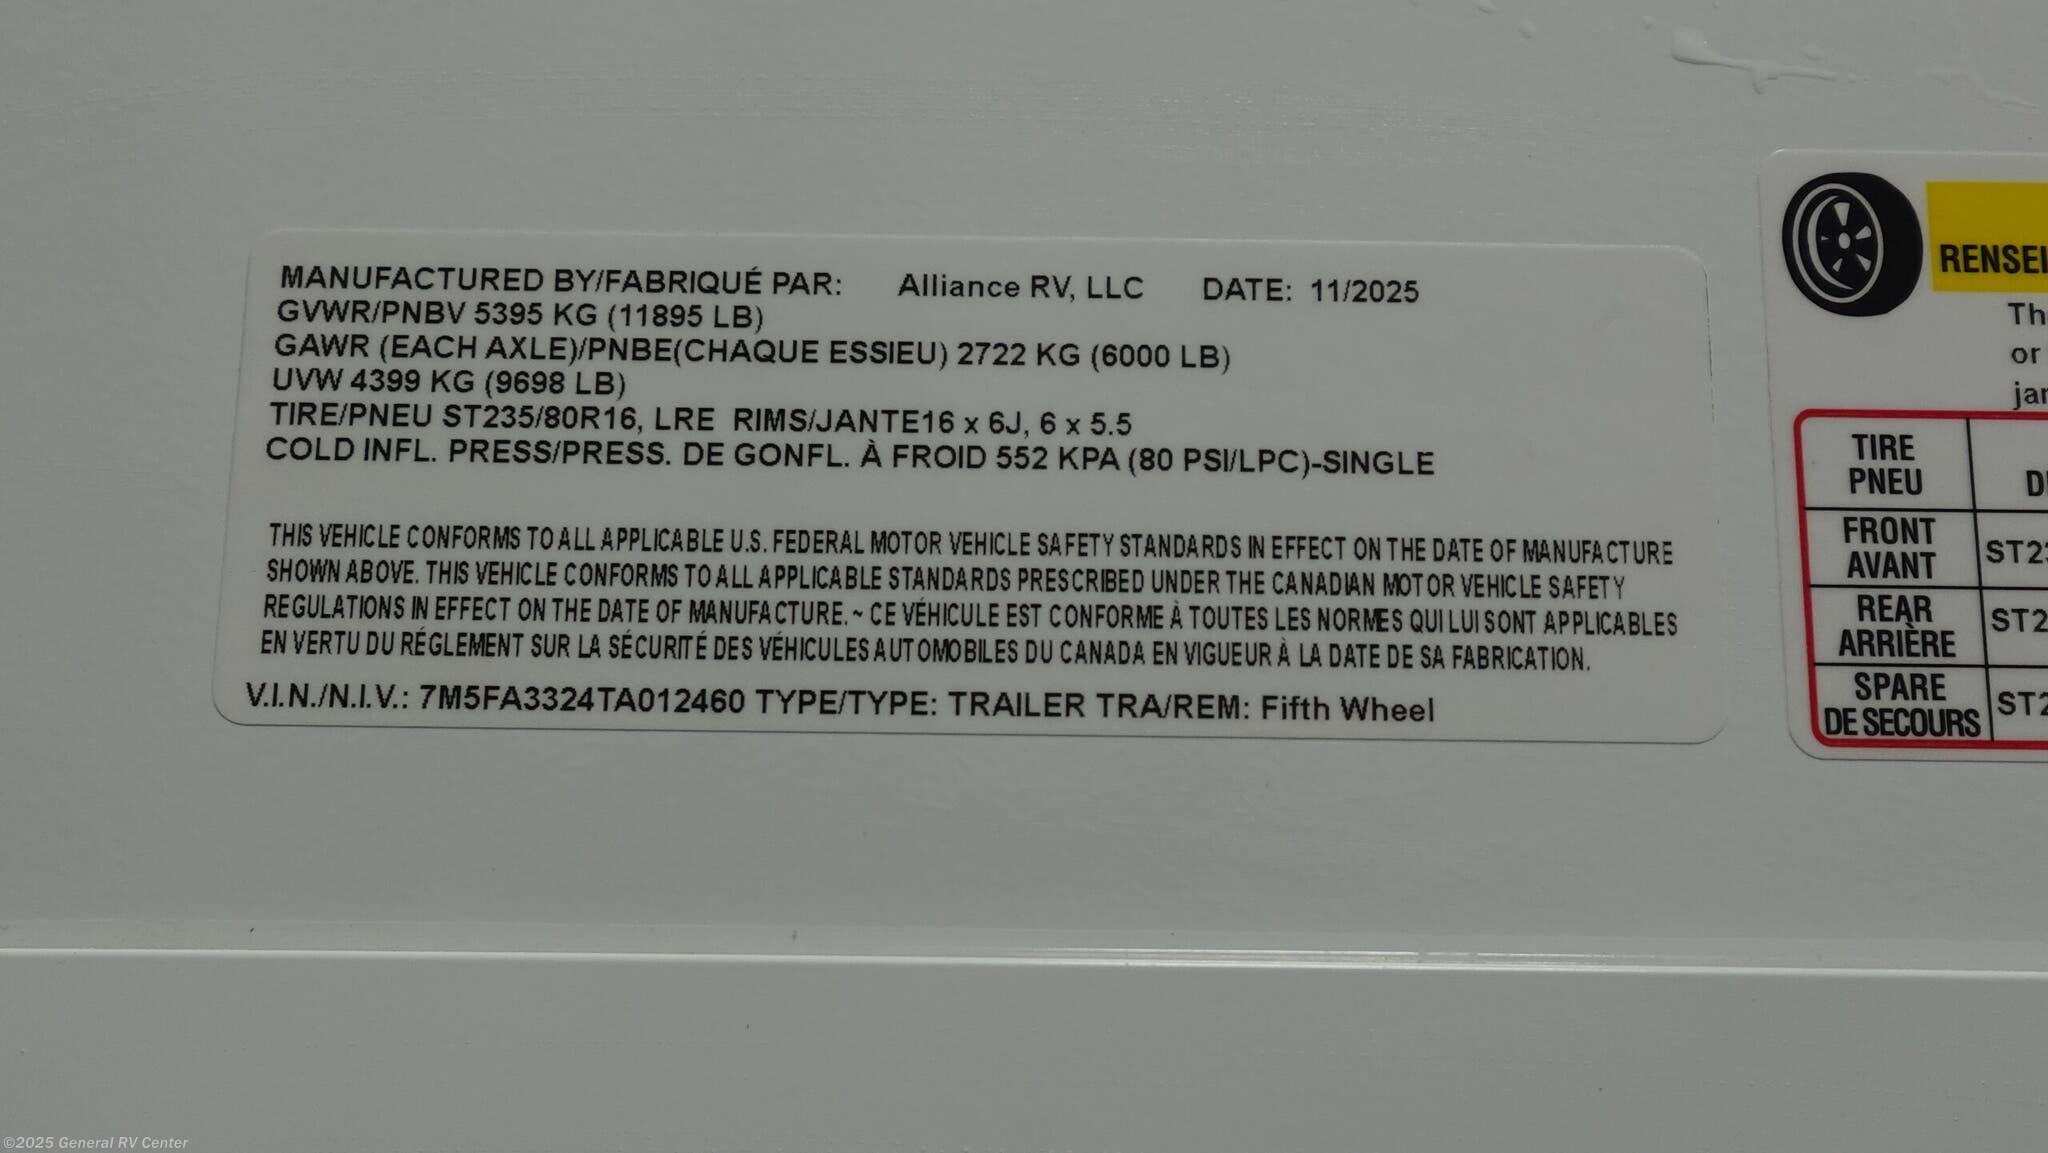 MANUFACTURED BY/FABRIQUÉ PAR: Alliance RV, LLC DATE: 11/2025
GVWR/PNBV 5395 KG (11895 LB)
GAWR (EACH AXLE)/PNBE(CHAQUE ESSIEU) 2722 KG (6000 LB)
UVW 4399 KG (9698 LB)
TIRE/PNEU ST235/80R16, LRE RIMS/JANTE16 x 6J, 6 x 5.5
COLD INFL. PRESS/PRESS. DE GONFL. À FROID 552 KPA (80 PSI/LPC)-SINGLE
THIS VEHICLE CONFORMS TO ALL APPLICABLE U.S. FEDERAL MOTOR VEHICLE SAFETY STANDARDS IN EFFECT ON THE DATE OF MANUFACTURE
SHOWN ABOVE. THIS VEHICLE CONFORMS TO ALL APPLICABLE STANDARDS PRESCRIBED UNDER THE CANADIAN MOTOR VEHICLE SAFETY
REGULATIONS IN EFFECT ON THE DATE OF MANUFACTURE. ~ CE VÉHICULE EST CONFORME À TOUTES LES NORMES QUI LUI SONT APPLICABLES
EN VERTU DU RÉGLEMENT SUR LA SÉCURITÉ DES VÉHICULES AUTOMOBILES DU CANADA EN VIGUEUR À LA DATE DE SA FABRICATION.
V.I.N./N.I.V.: 7M5FA3324TA012460 TYPE/TYPE: TRAILER TRA/REM: Fifth Wheel
RENSEI
Th
or
jar
TIRE
PNEU
FRONT
AVANT
ST23
REAR
ARRIÈRE
ST2
SPARE
DE SECOURS
ST2
©2025 General RV Center